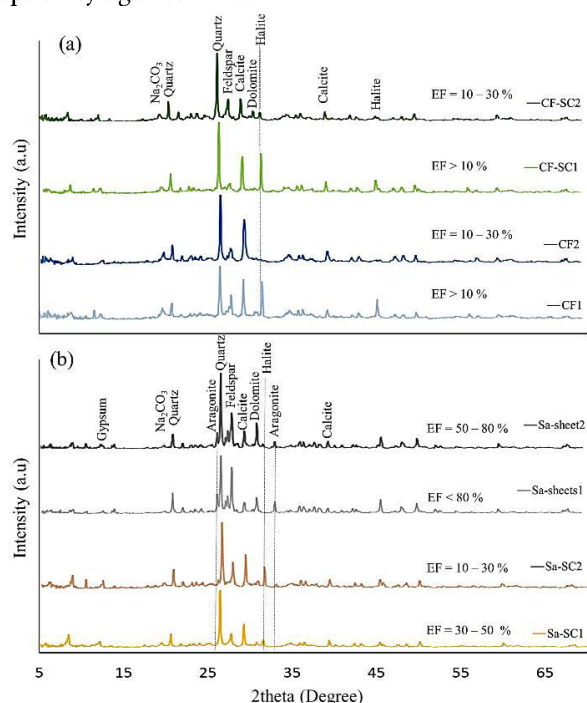 (a)
Na₂CO₃
Quartz
Quartz
Feldspar
Calcite
Dolomite
Halite
Calcite
Halite
EF = 10 – 30 %
CF-SC2
EF > 10 %
CF-SC1
EF = 10 – 30 %
CF2
EF > 10 %
CF1
Intensity (a.u)
(b)
Gypsum
Na₂CO₃
Quartz
Aragonite
Quartz
Feldspar
Calcite
Dolomite
Halite
Aragonite
Calcite
EF = 50 – 80 %
Sa-sheet2
EF < 80 %
Sa-sheets1
EF = 10 – 30 %
Sa-SC2
EF = 30 – 50 %
Sa-SC1
Intensity (a.u)
5 15 25 35 45 55 65
2theta (Degree)